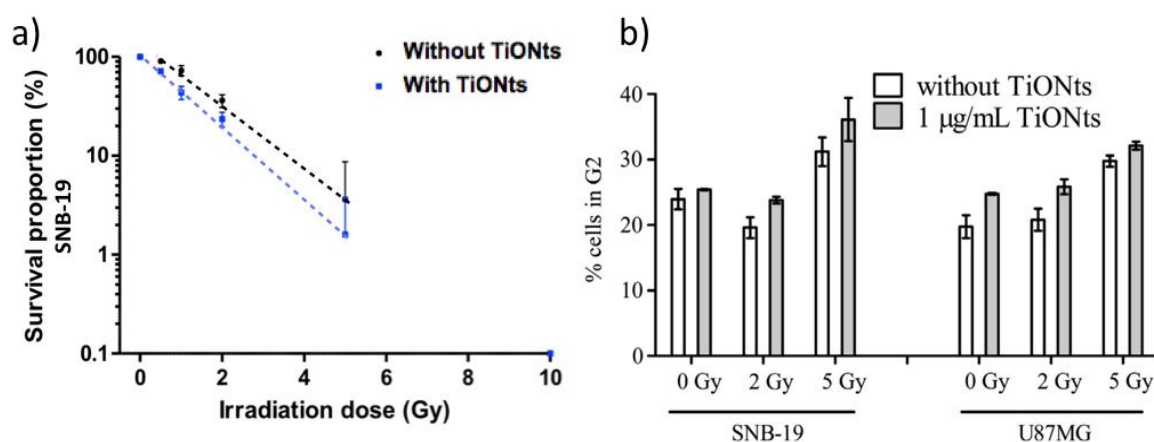 a)
Survival proportion (%)
SNB-19
100
10
1
0.1
0 2 4 6 8 10
Irradiation dose (Gy)
Without TiONts
With TiONts
b)
% cells in G2
40
30
20
10
0
without TiONts
1 µg/mL TiONts
0 Gy 2 Gy 5 Gy 0 Gy 2 Gy 5 Gy
SNB-19 U87MG